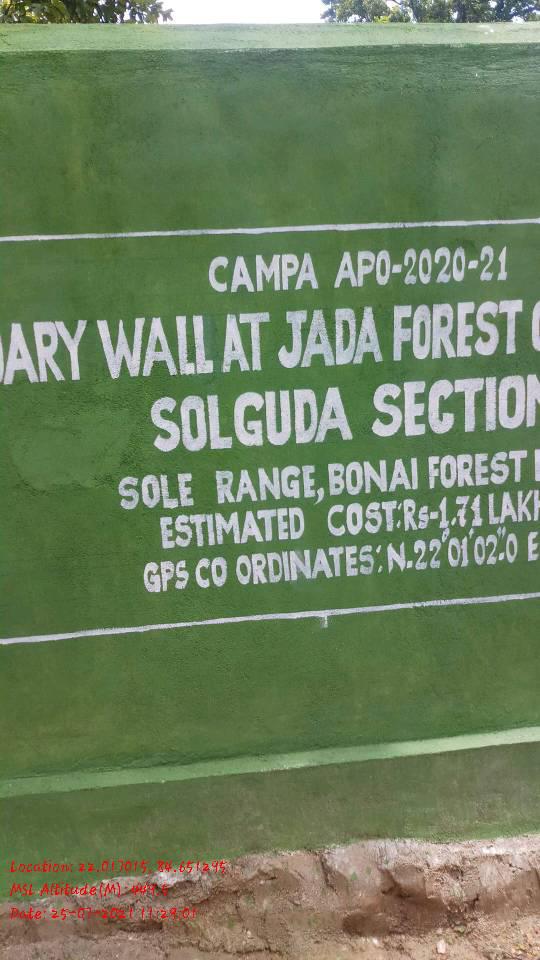 CAMPA APO-2020-21
DARY WALL AT JADA FOREST
SOLGUDA SECTION
SOLE RANGE, BONAI FOREST
ESTIMATED COST: Rs-1.71 LAKH
GPS CO ORDINATES: N.22°01'02".0 E
Location: 22.017015, 84.651295
MSL Altitude(M): 449.5
Date: 25-07-2021 11:29:01